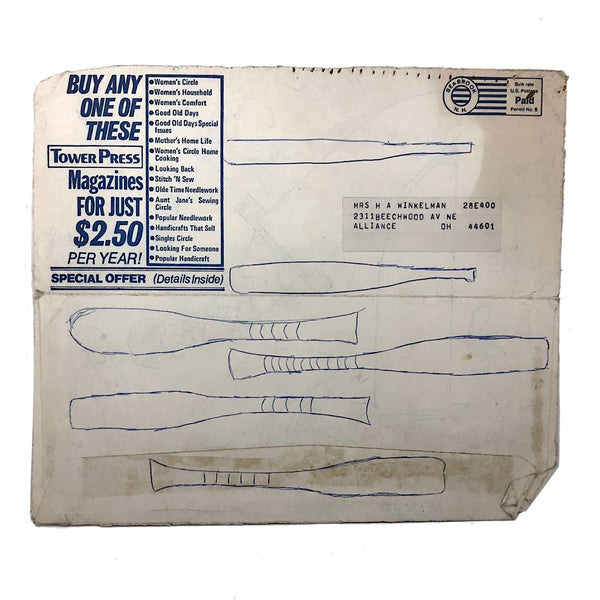 BUY ANY
ONE OF
THESE
TOWER PRESS
Magazines
FOR JUST
$2.50
PER YEAR!
• Women's Circle
• Women's Household
• Women's Comfort
• Good Old Days
• Good Old Days Special
Issues
• Mother's Home Life
• Women's Circle Home
Cooking
• Looking Back
• Stitch 'N Sew
• Olde Time Needlework
• Aunt Jane's Sewing
Circle
• Popular Needlework
• Handicrafts That Sell
• Singles Circle
• Looking For Someone
• Popular Handicraft
SPECIAL OFFER (Details Inside)
SEABROOK
N.H.
Bulk rate
U.S. Postage
Paid
Permit No. 6
MRS H A WINKELMAN 28E400
2311BEECHWOOD AV NE
ALLIANCE OH 44601